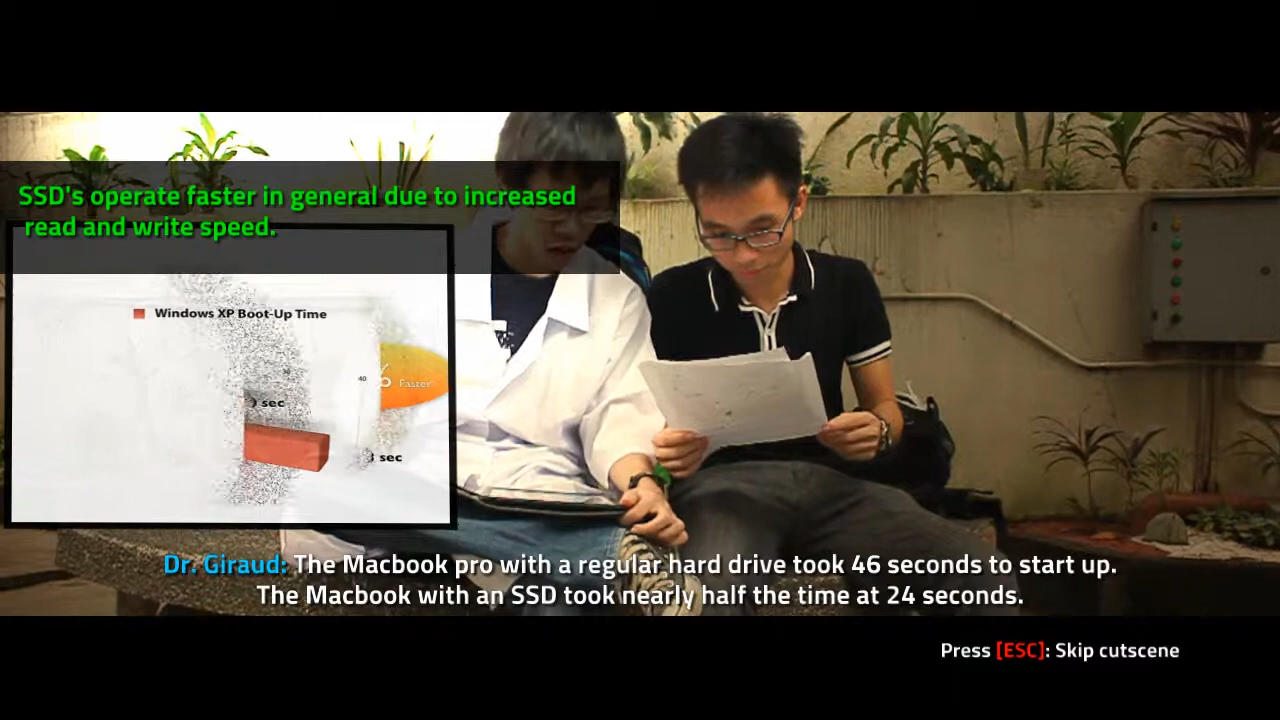 SSD's operate faster in general due to increased
read and write speed.
Windows XP Boot-Up Time
40
% Faster
sec
sec
Dr. Giraud: The Macbook pro with a regular hard drive took 46 seconds to start up.
The Macbook with an SSD took nearly half the time at 24 seconds.
Press [ESC]: Skip cutscene